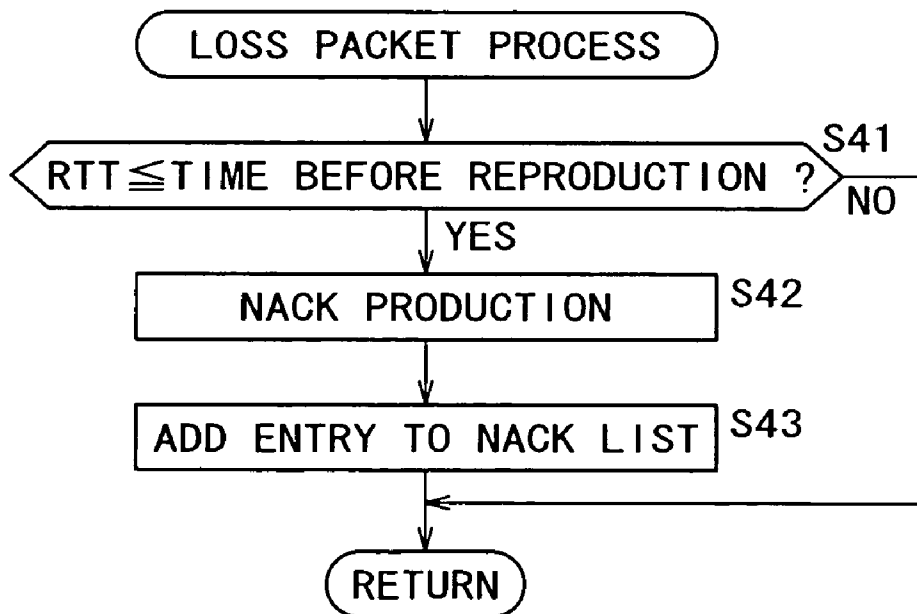 LOSS PACKET PROCESS
S41
RTT≦TIME BEFORE REPRODUCTION ?
NO
YES
NACK PRODUCTION
S42
ADD ENTRY TO NACK LIST
S43
RETURN